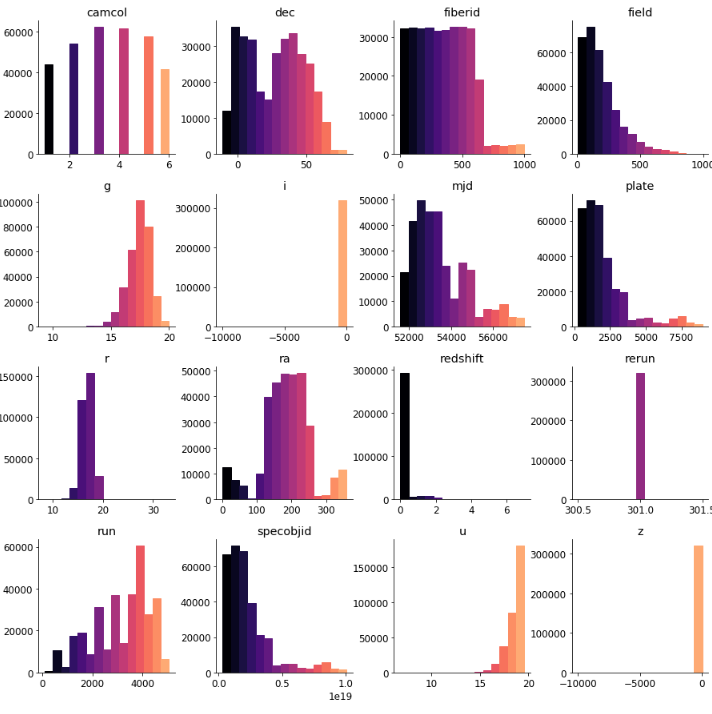 camcol dec fiberid field
60000 40000 20000 0 2 4 6
30000 20000 10000 0 0 50
30000 20000 10000 0 0 500 1000
60000 40000 20000 0 0 500 1000
g i mjd plate
100000 80000 60000 40000 20000 0 10 15 20
300000 200000 100000 0 −10000 −5000 0
50000 40000 30000 20000 10000 0 52000 54000 56000
60000 40000 20000 0 0 2500 5000 7500
r ra redshift rerun
150000 100000 50000 0 10 20 30
50000 40000 30000 20000 10000 0 0 100 200 300
300000 200000 100000 0 0 2 4 6
300000 200000 100000 0 300.5 301.0 301.5
run specobjid u z
60000 40000 20000 0 0 2000 4000
60000 40000 20000 0 0.0 0.5 1.0
1e19
150000 100000 50000 0 10 15 20
300000 200000 100000 0 −10000 −5000 0